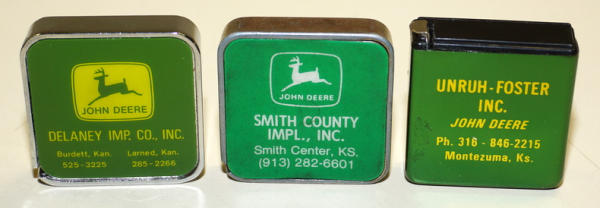 JOHN DEERE
DELANEY IMP. CO., INC.
Burdett, Kan. Larned, Kan.
525-3225 285-2266
JOHN DEERE
SMITH COUNTY
IMPL., INC.
Smith Center, KS.
(913) 282-6601
UNRUH-FOSTER
INC.
JOHN DEERE
Ph. 316 - 846-2215
Montezuma, Ks.